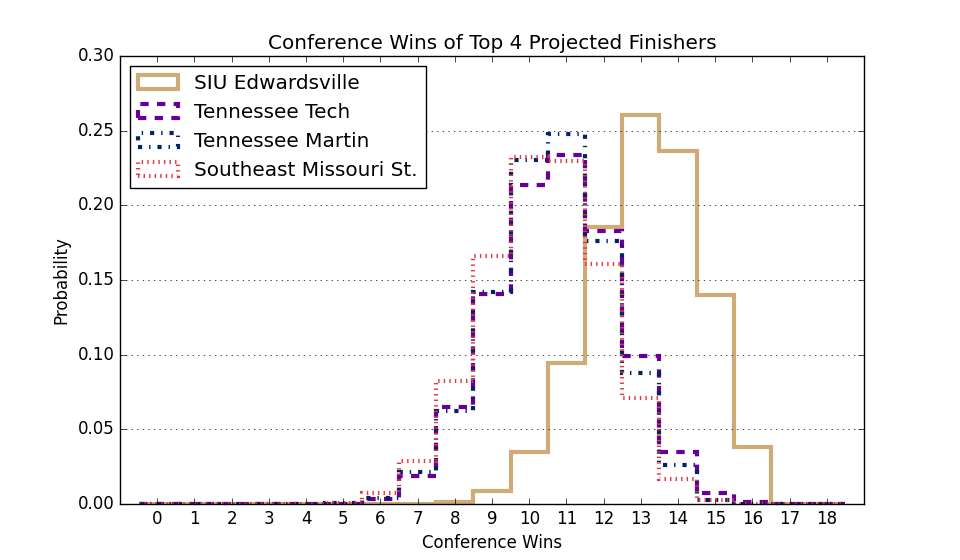 Conference Wins of Top 4 Projected Finishers
0.30
0.25
0.20
0.15
0.10
0.05
0.00
Probability
SIU Edwardsville
Tennessee Tech
Tennessee Martin
Southeast Missouri St.
0 1 2 3 4 5 6 7 8 9 10 11 12 13 14 15 16 17 18
Conference Wins